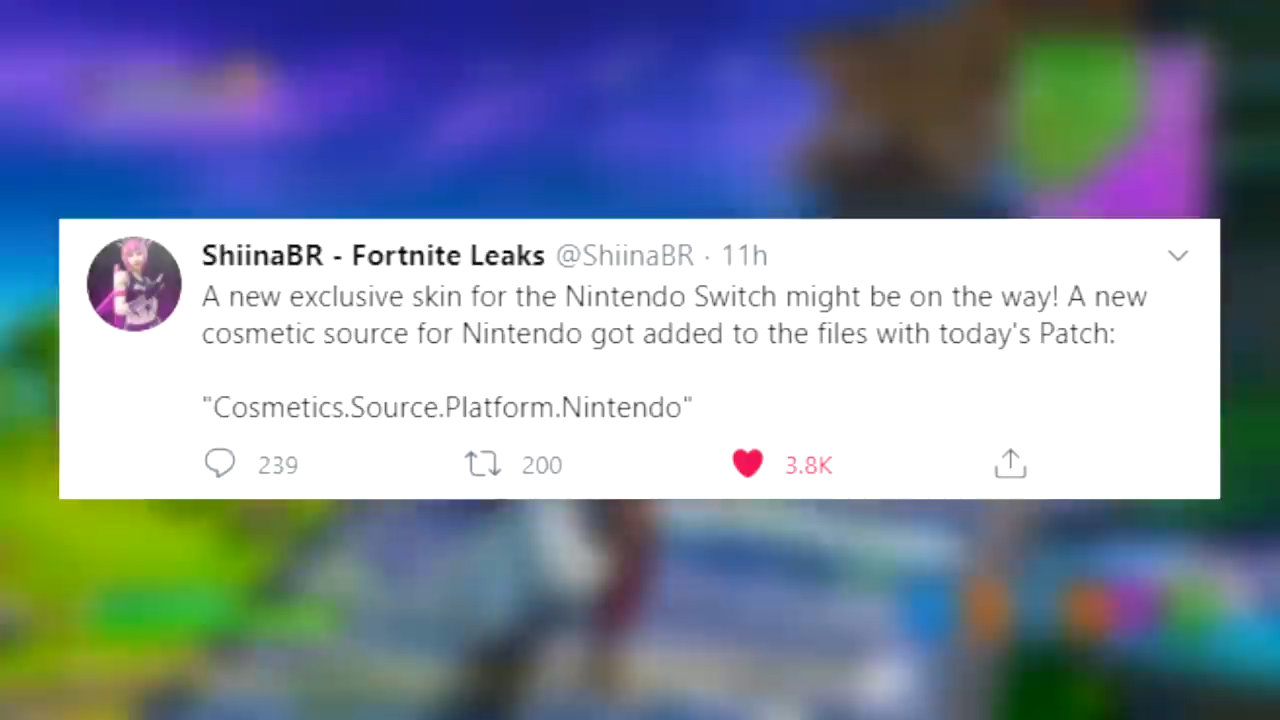 ShiinaBR - Fortnite Leaks @ShiinaBR · 11h
A new exclusive skin for the Nintendo Switch might be on the way! A new
cosmetic source for Nintendo got added to the files with today's Patch:
"Cosmetics.Source.Platform.Nintendo"
239 200 3.8K